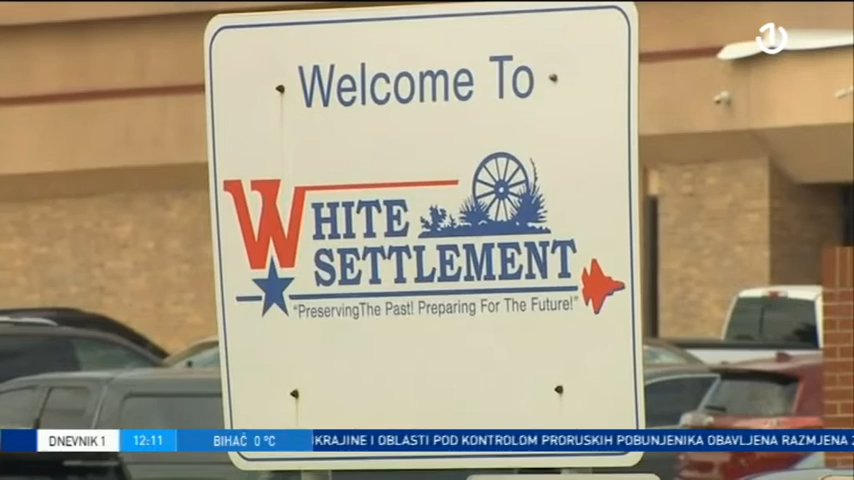 1
Welcome To
WHITE
SETTLEMENT
"PreservingThe Past! Preparing For The Future!"
DNEVNIK 1 12:11 BIHAĆ 0 °C KRAJINE I OBLASTI POD KONTROLOM PRORUSKIH POBUNJENIKA OBAVLJENA RAZMJENA